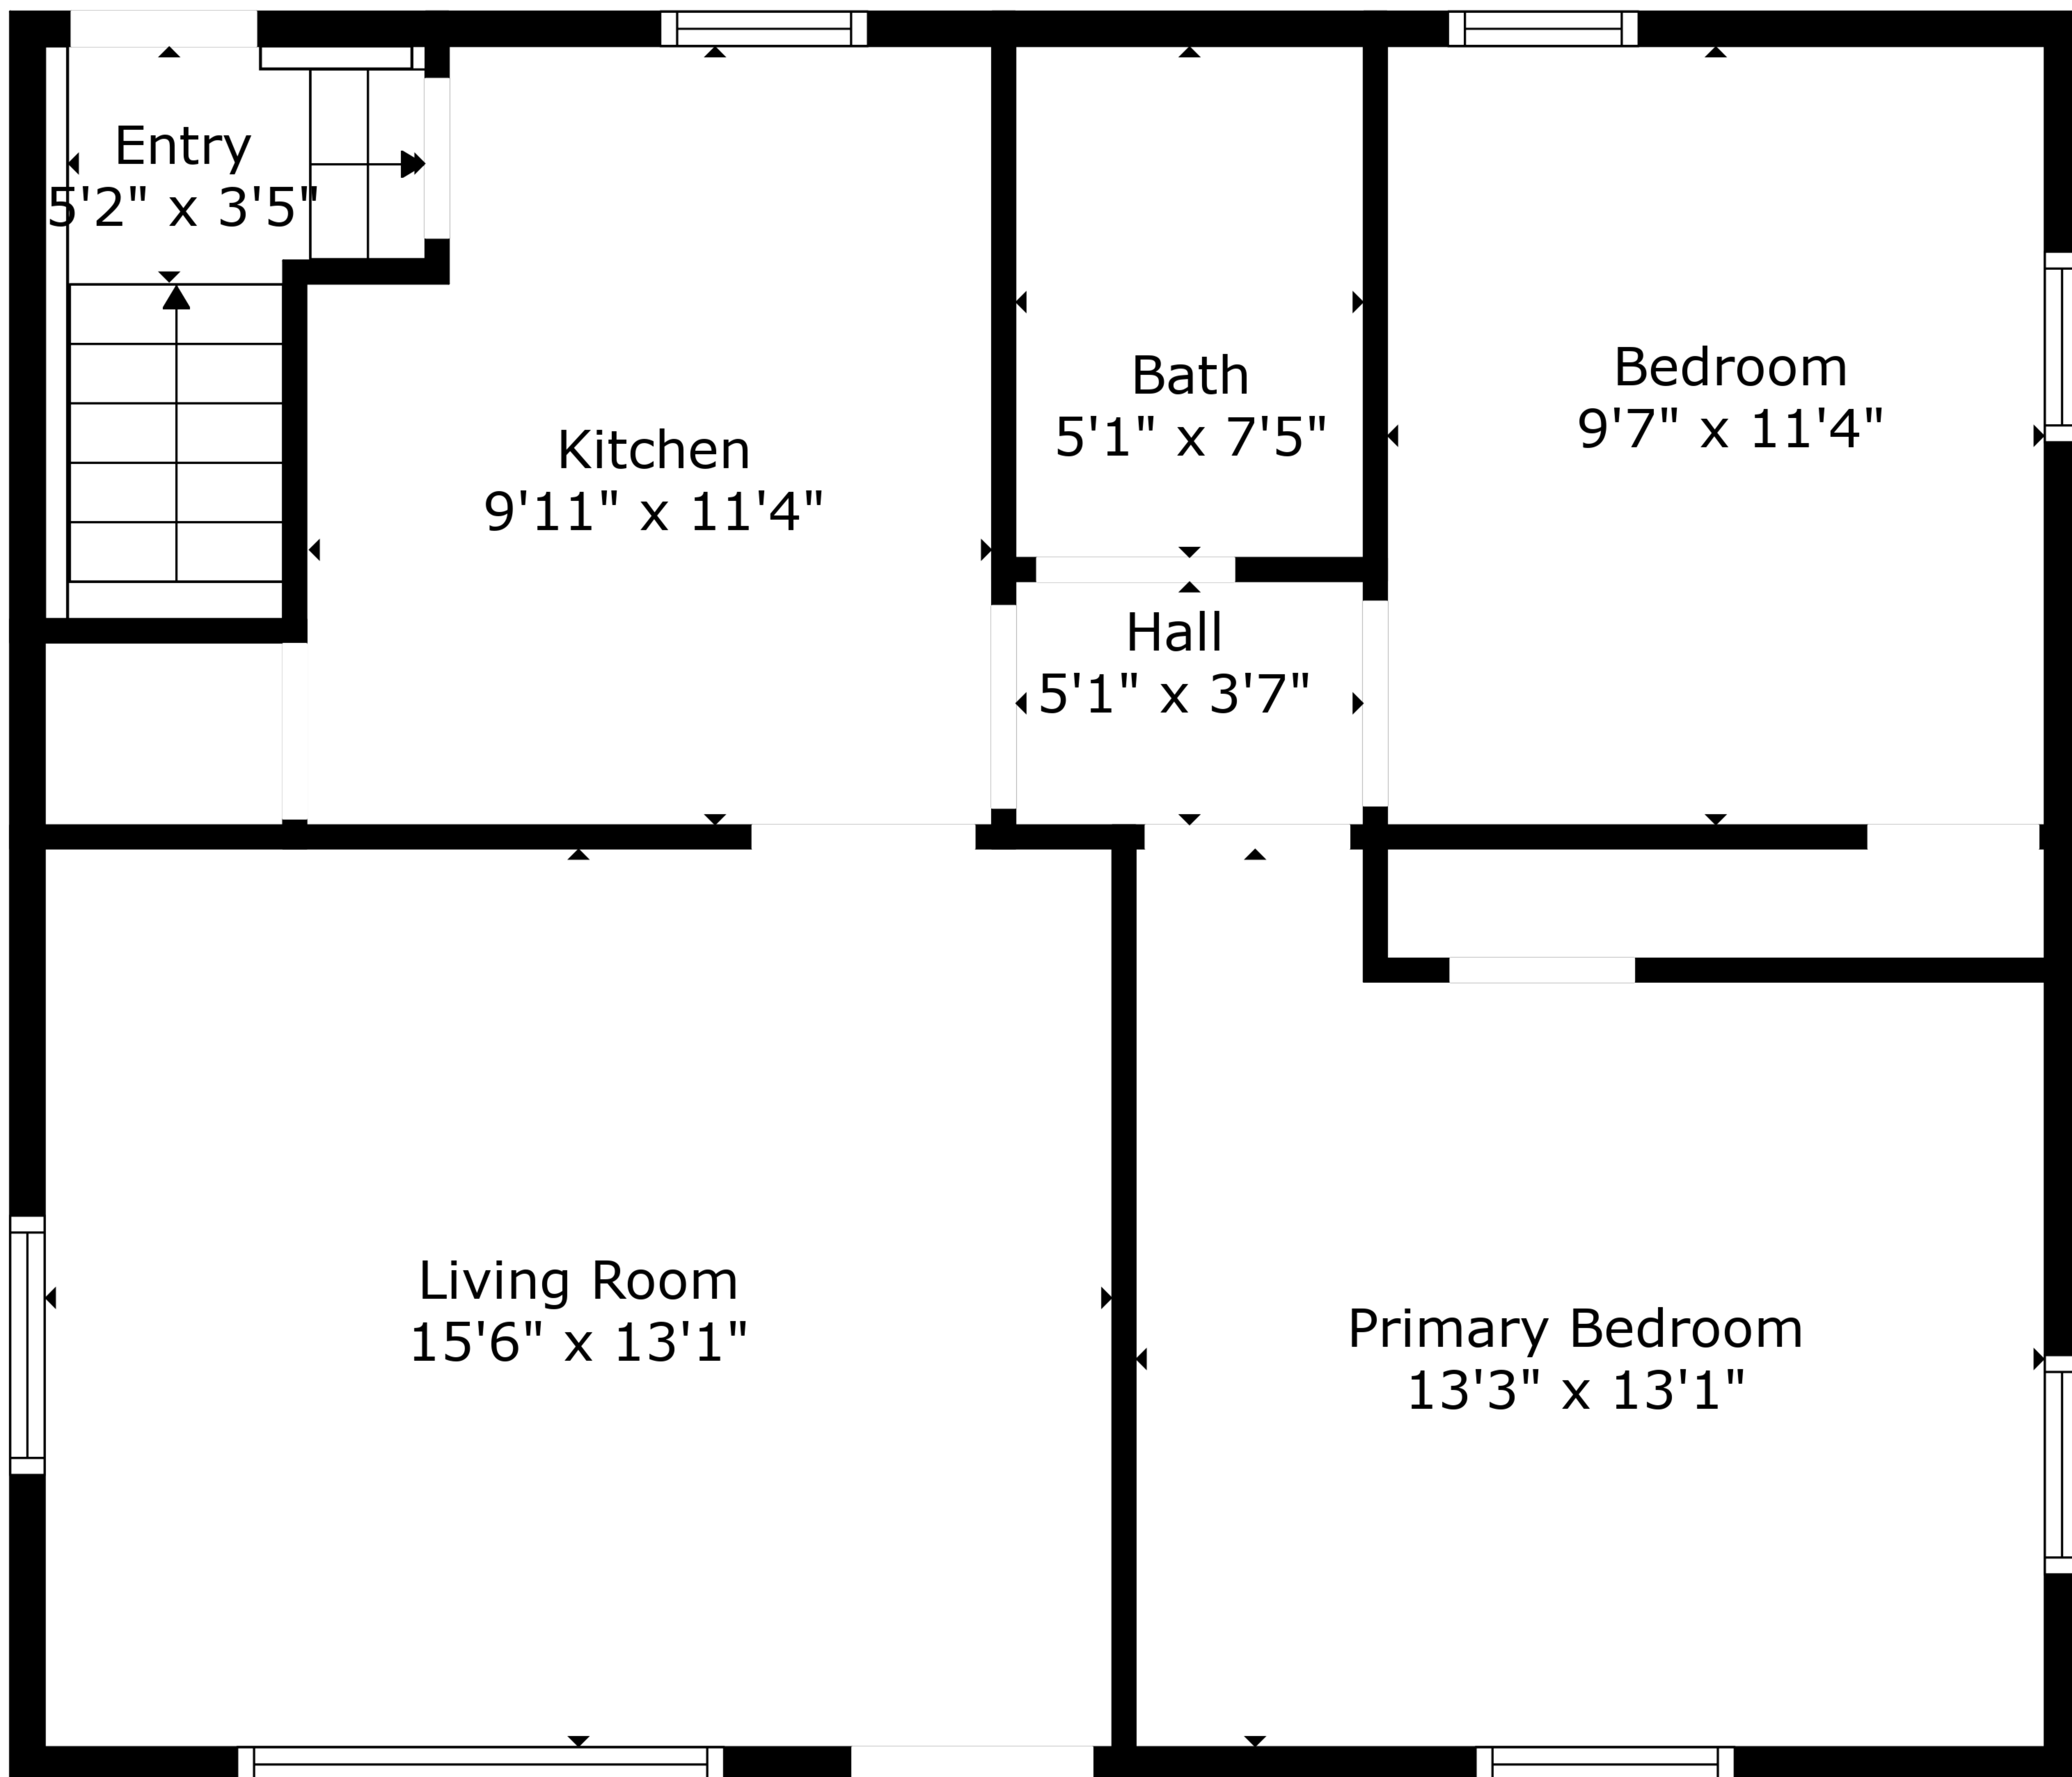 Entry
5'2" x 3'5"
Kitchen
9'11" x 11'4"
Bath
5'1" x 7'5"
Bedroom
9'7" x 11'4"
Hall
5'1" x 3'7"
Living Room
15'6" x 13'1"
Primary Bedroom
13'3" x 13'1"